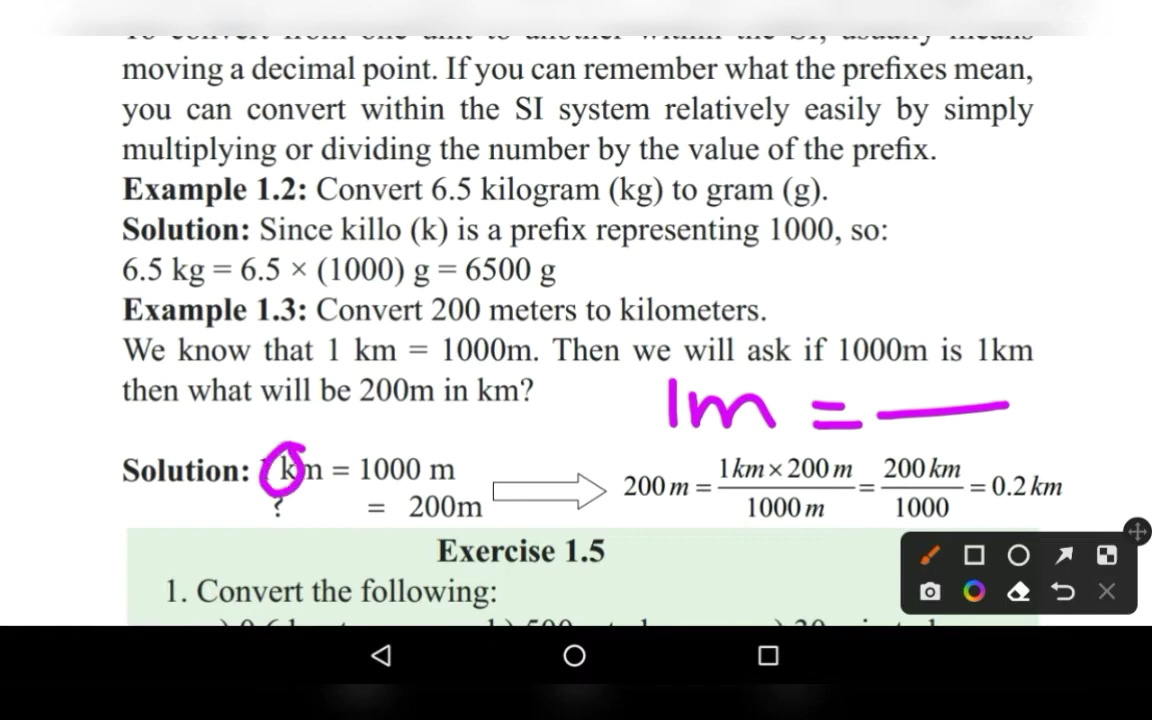 moving a decimal point. If you can remember what the prefixes mean,
you can convert within the SI system relatively easily by simply
multiplying or dividing the number by the value of the prefix.
Example 1.2: Convert 6.5 kilogram (kg) to gram (g).
Solution: Since killo (k) is a prefix representing 1000, so:
6.5 kg = 6.5 × (1000) g = 6500 g
Example 1.3: Convert 200 meters to kilometers.
We know that 1 km = 1000m. Then we will ask if 1000m is 1km
then what will be 200m in km?
1m =
Solution: km = 1000 m
? = 200m
200 m = 1 km × 200 m / 1000 m = 200 km / 1000 = 0.2 km
Exercise 1.5
1. Convert the following: